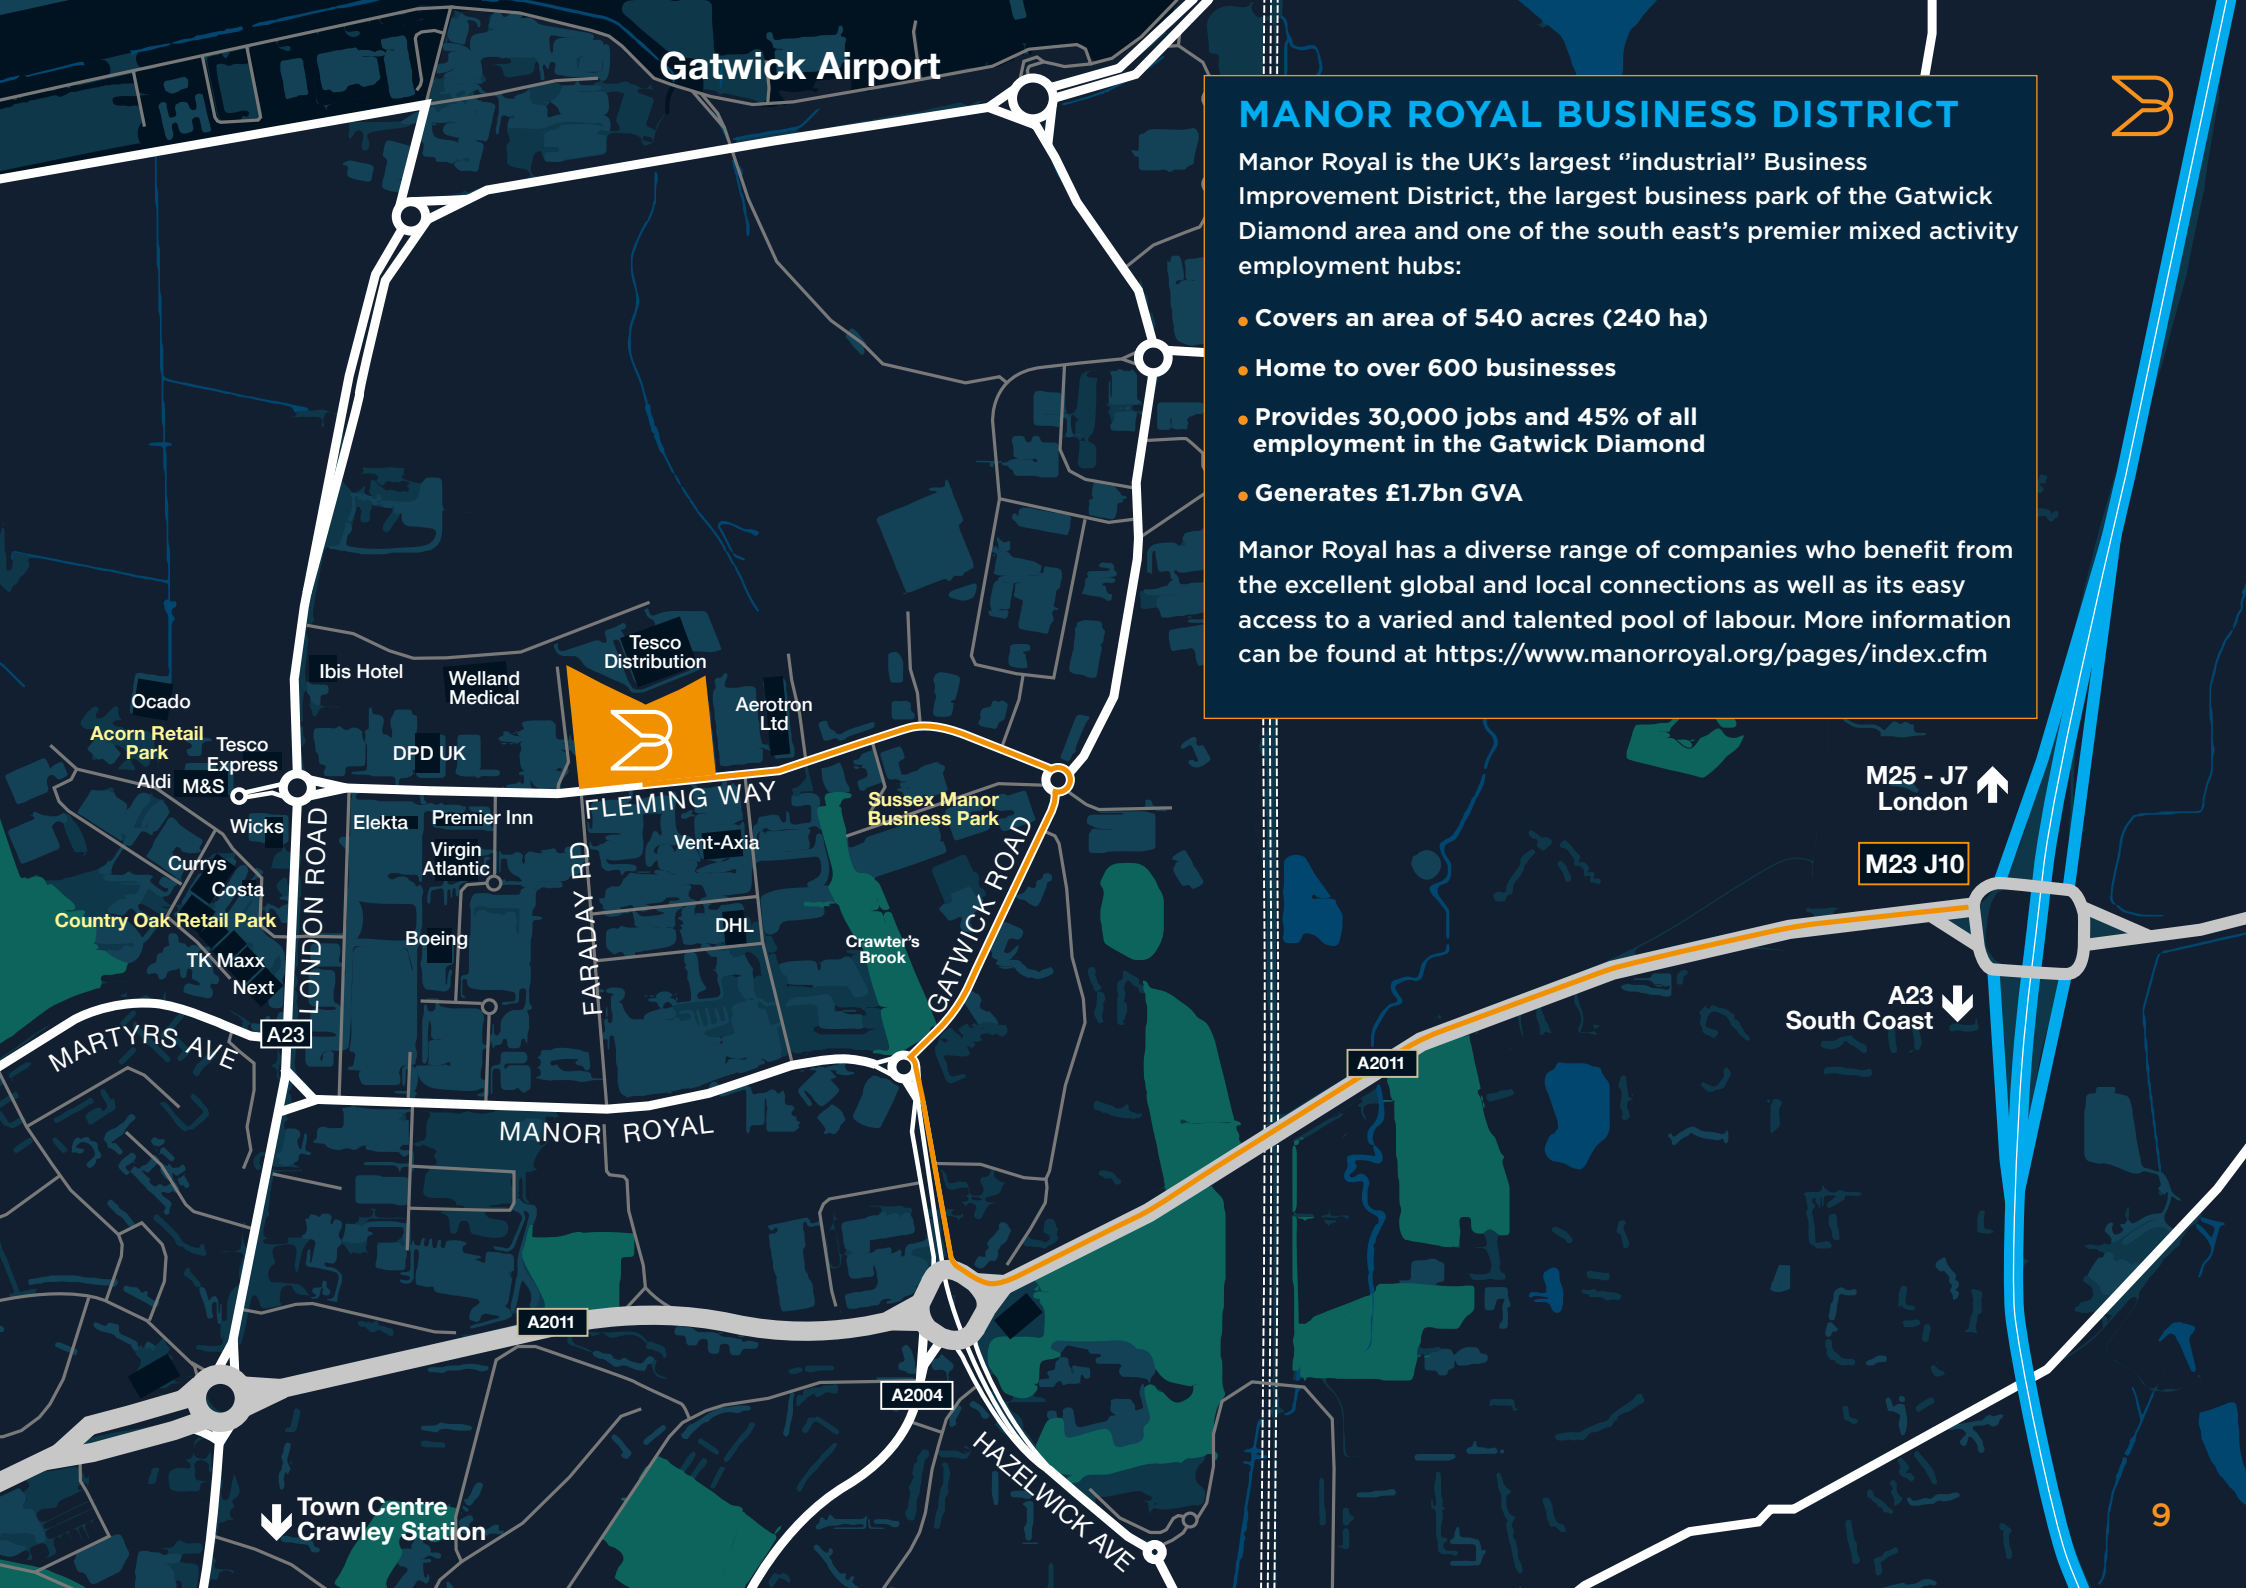 Gatwick Airport
MANOR ROYAL BUSINESS DISTRICT
Manor Royal is the UK’s largest ‘’industrial’’ Business
Improvement District, the largest business park of the Gatwick
Diamond area and one of the south east’s premier mixed activity
employment hubs:
• Covers an area of 540 acres (240 ha)
• Home to over 600 businesses
• Provides 30,000 jobs and 45% of all
employment in the Gatwick Diamond
• Generates £1.7bn GVA
Manor Royal has a diverse range of companies who benefit from
the excellent global and local connections as well as its easy
access to a varied and talented pool of labour. More information
can be found at https://www.manorroyal.org/pages/index.cfm
Tesco
Distribution
Ibis Hotel
Welland
Medical
Ocado
Acorn Retail
Park
Tesco
Express
Aldi
M&S
DPD UK
Aerotron
Ltd
FLEMING WAY
Sussex Manor
Business Park
Wicks
Elekta
Premier Inn
Virgin
Atlantic
Vent-Axia
Currys
Costa
Country Oak Retail Park
LONDON ROAD
FARADAY RD
GATWICK ROAD
DHL
Boeing
Crawter’s
Brook
TK Maxx
Next
MARTYRS AVE
A23
MANOR ROYAL
M25 - J7
London
M23 J10
A23
South Coast
A2011
A2011
A2004
HAZELWICK AVE
Town Centre
Crawley Station
9